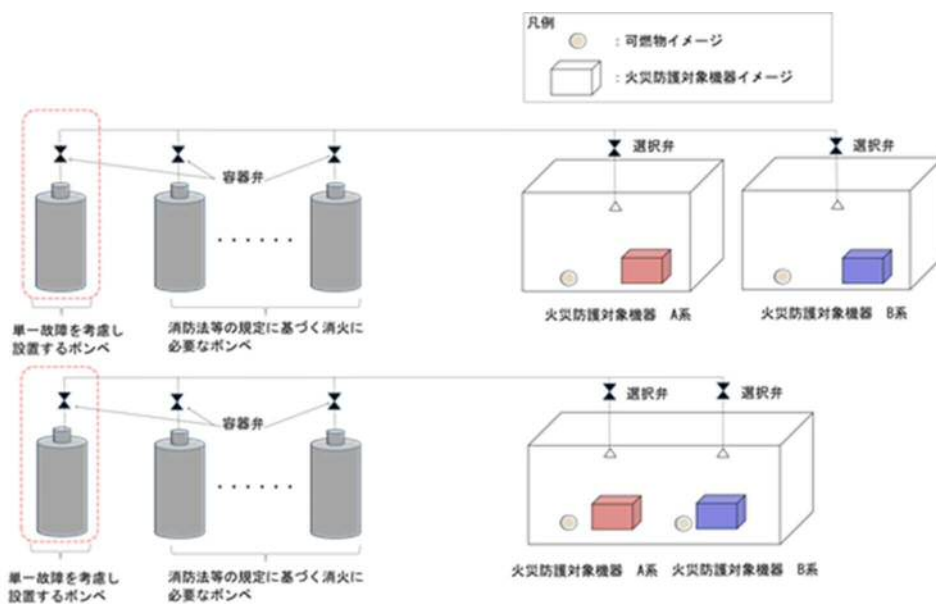 凡例
：可燃物イメージ
：火災防護対象機器イメージ
選択弁
選択弁
容器弁
火災防護対象機器　A系
火災防護対象機器　B系
単一故障を考慮し
設置するボンベ
消防法等の規定に基づく消火に
必要なボンベ
選択弁
選択弁
容器弁
火災防護対象機器　A系
火災防護対象機器　B系
単一故障を考慮し
設置するボンベ
消防法等の規定に基づく消火に
必要なボンベ